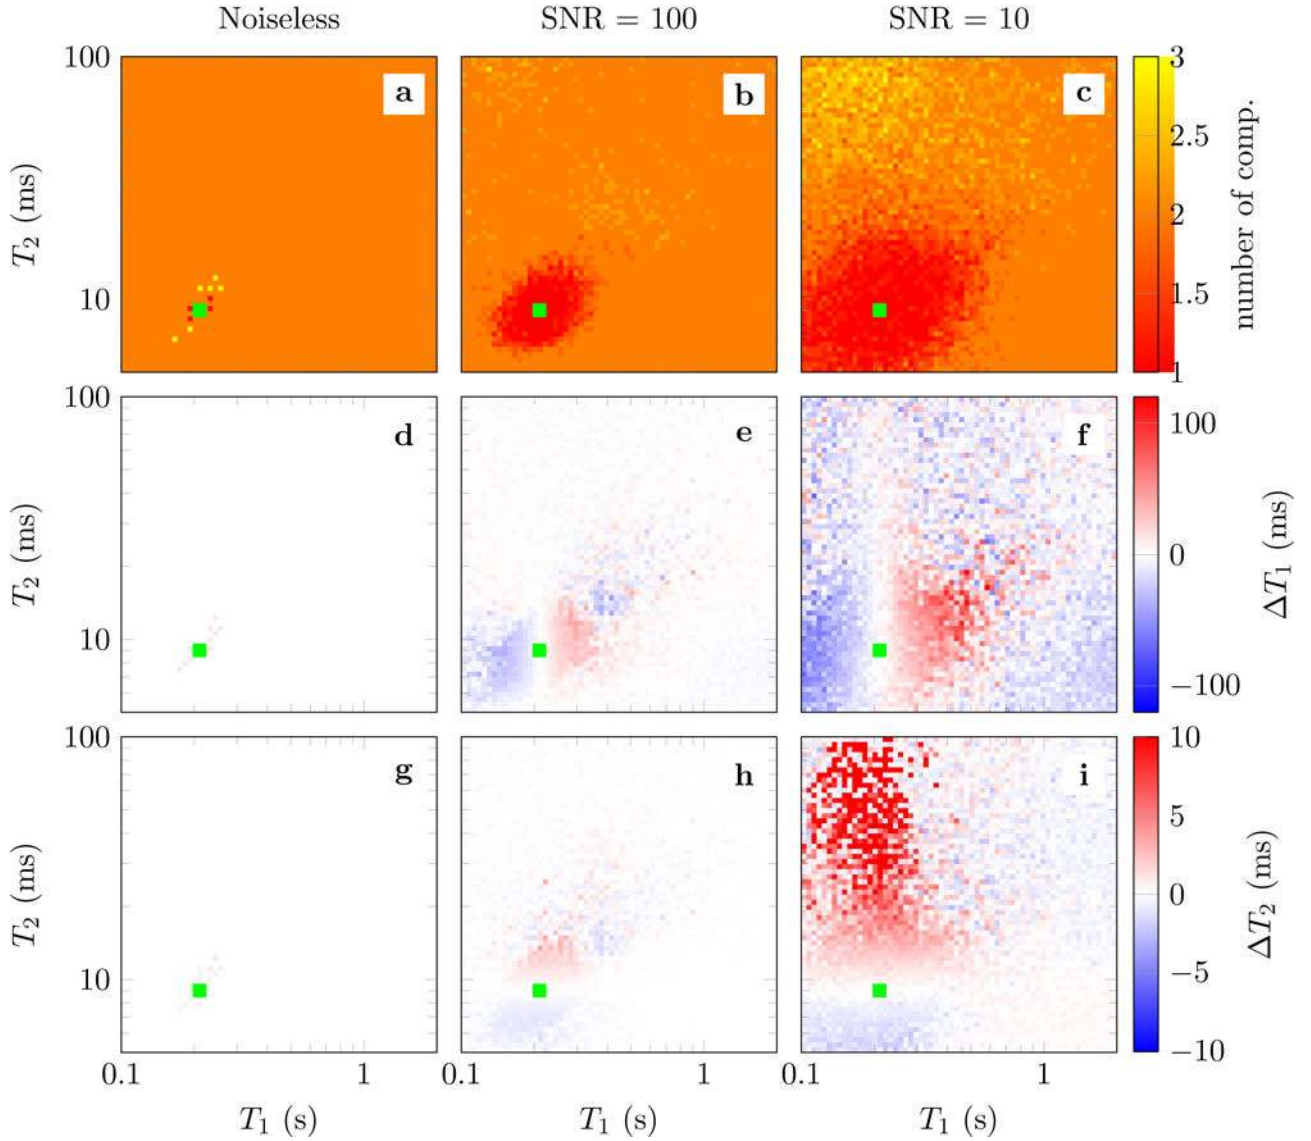 Noiseless SNR = 100 SNR = 10
100 a b c 3
2.5
T₂ (ms) 2 number of comp.
10 1.5
1
100 d e f 100
T₂ (ms) 0 ΔT₁ (ms)
10
−100
100 g h i 10
5
T₂ (ms) 0 ΔT₂ (ms)
10 −5
−10
0.1 1 0.1 1 0.1 1
T₁ (s) T₁ (s) T₁ (s)